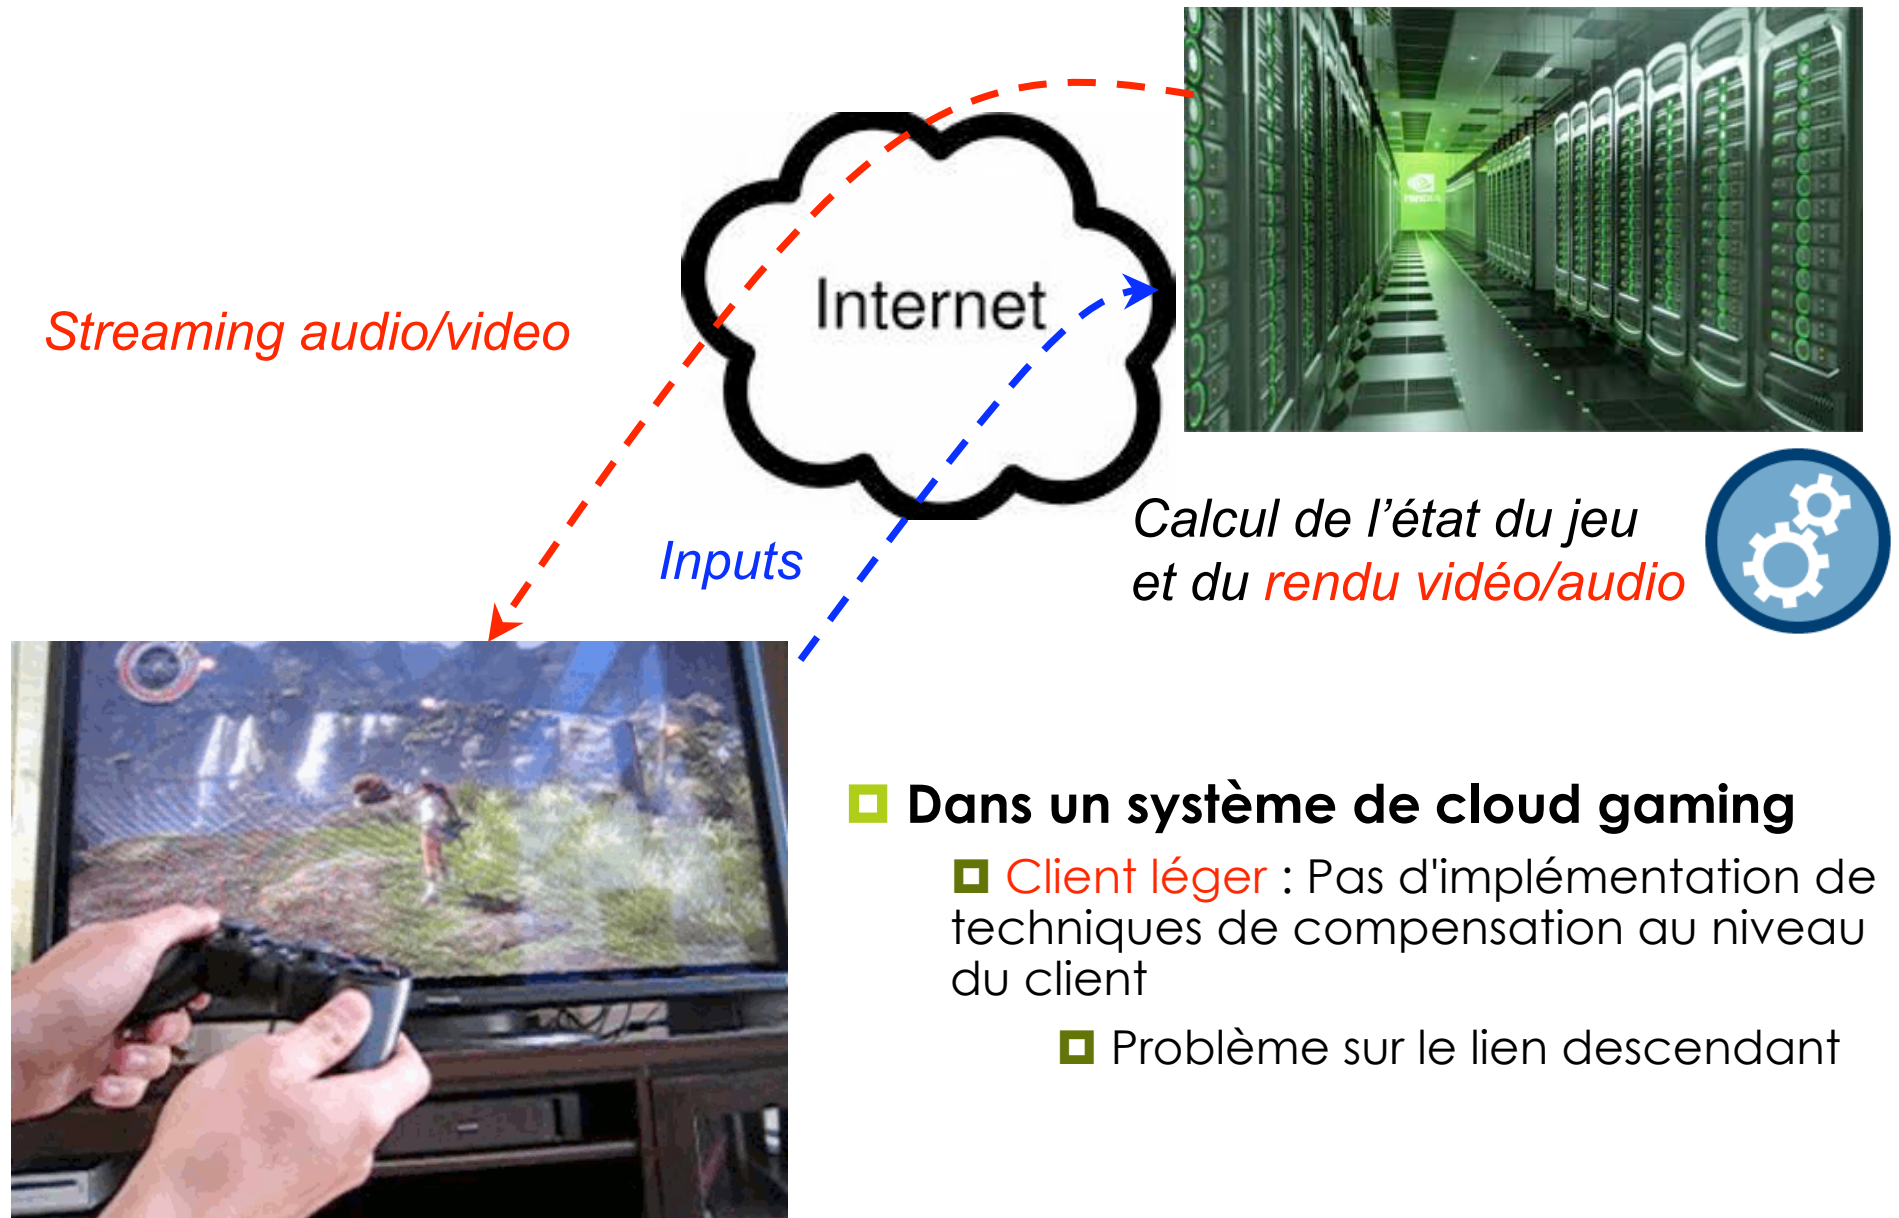 Internet
Streaming audio/video
Inputs
Calcul de l’état du jeu
et du rendu vidéo/audio
Dans un système de cloud gaming
Client léger : Pas d'implémentation de
techniques de compensation au niveau
du client
Problème sur le lien descendant